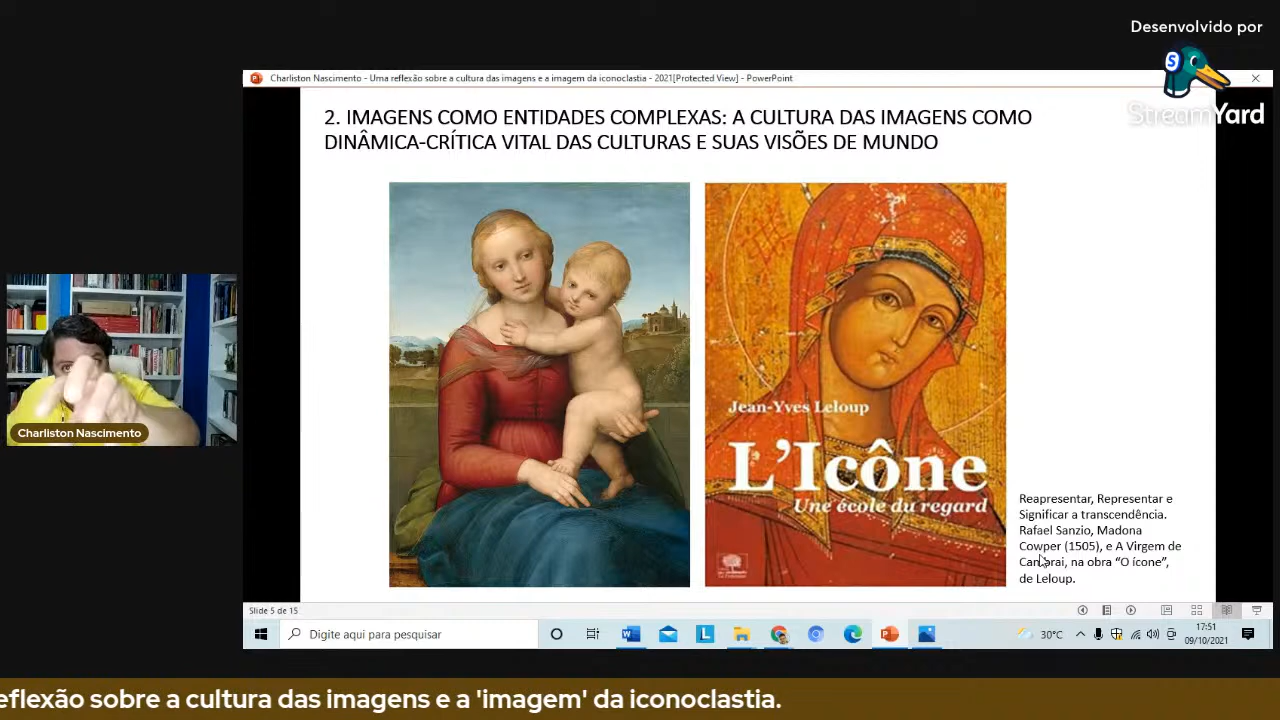 Desenvolvido por
S
StreamYard
Charliston Nascimento - Uma reflexão sobre a cultura das imagens e a imagem da iconoclastia - 2021[Protected View] - PowerPoint
2. IMAGENS COMO ENTIDADES COMPLEXAS: A CULTURA DAS IMAGENS COMO
DINÂMICA-CRÍTICA VITAL DAS CULTURAS E SUAS VISÕES DE MUNDO
Jean-Yves Leloup
L'Icône
Une école du regard
Reapresentar, Representar e
Significar a transcendência.
Rafael Sanzio, Madona
Cowper (1505), e A Virgem de
na obra “O ícone”,
de Leloup.
Charliston Nascimento
Slide 5 de 15
Digite aqui para pesquisar
30°C
17:51
09/10/2021
eflexão sobre a cultura das imagens e a 'imagem' da iconoclastia.